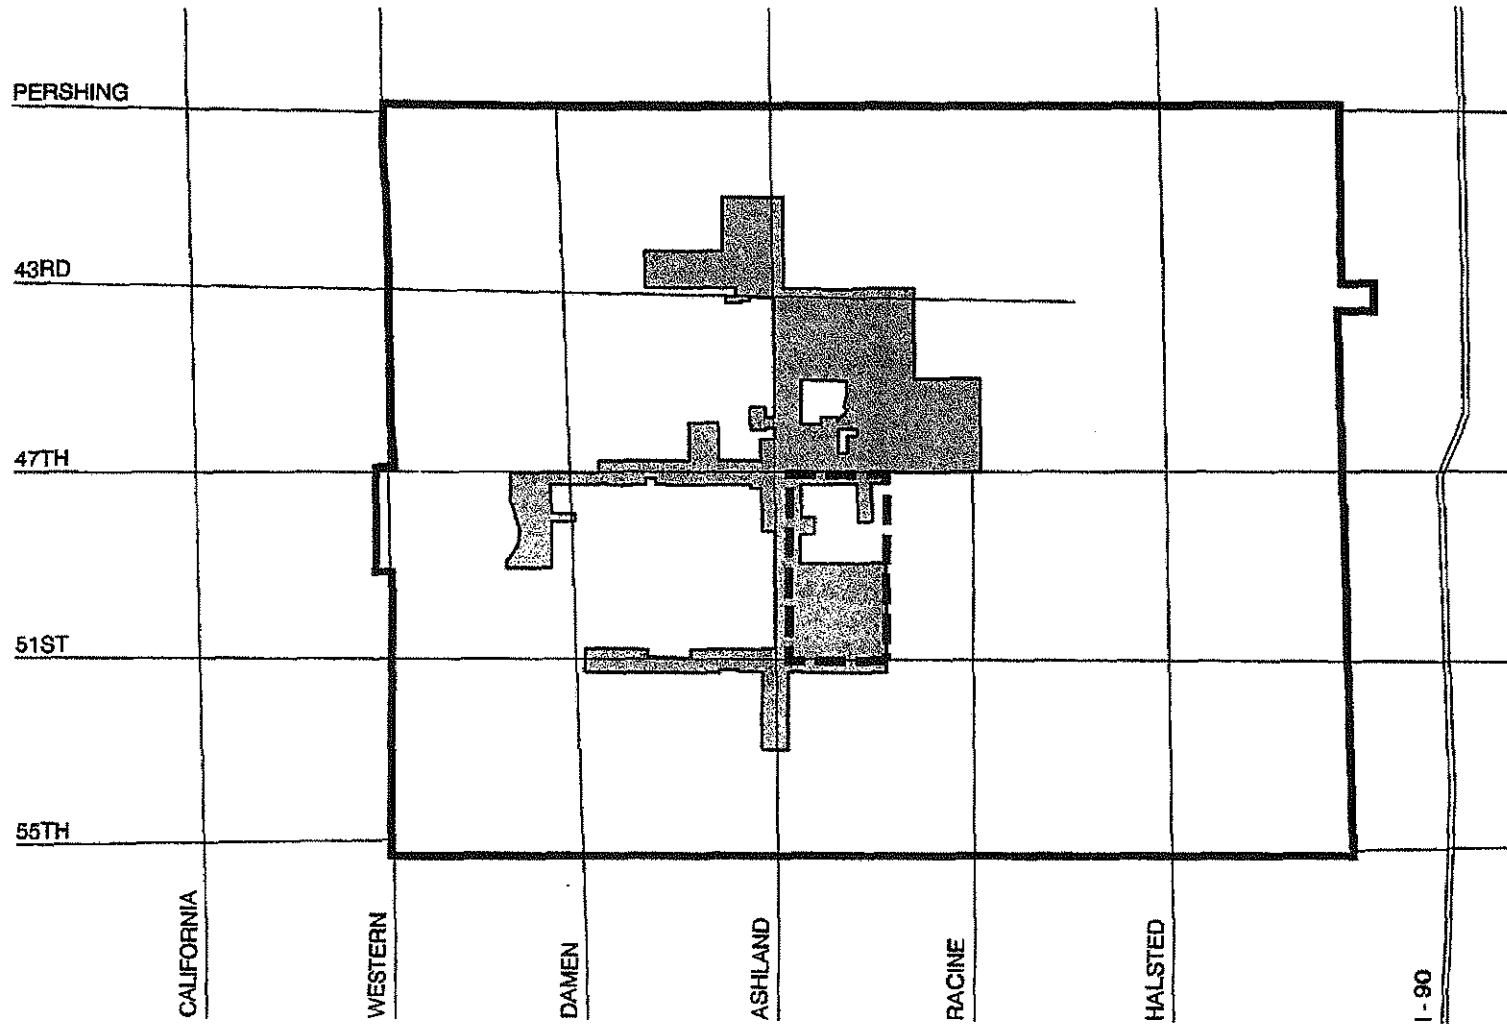 PERSHING
43RD
47TH
51ST
55TH
CALIFORNIA
WESTERN
DAMEN
ASHLAND
RACINE
HALSTED
I - 90